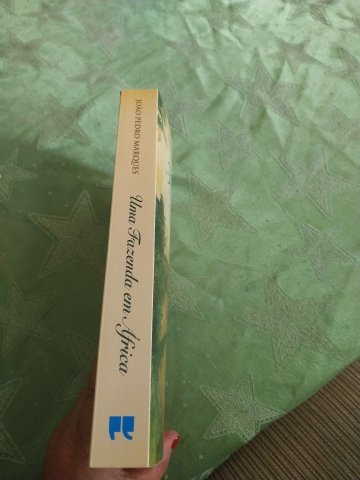 JOÃO PEDRO MARQUES
Uma Fazenda em África